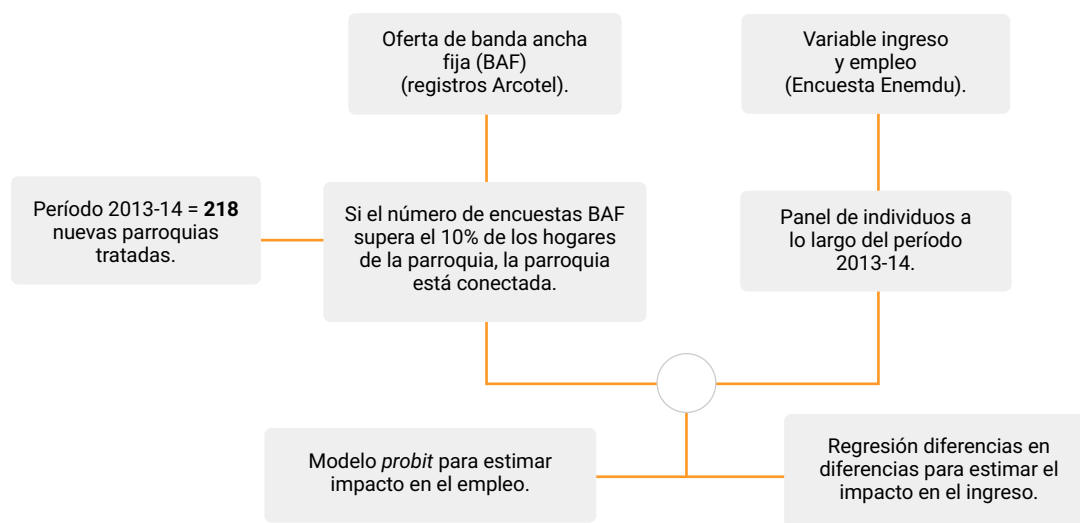 Oferta de banda ancha
fija (BAF)
(registros Arcotel).
Variable ingreso
y empleo
(Encuesta Enemdu).
Período 2013-14 = 218
nuevas parroquias
tratadas.
Si el número de encuestas BAF
supera el 10% de los hogares
de la parroquia, la parroquia
está conectada.
Panel de individuos a
lo largo del período
2013-14.
Modelo probit para estimar
impacto en el empleo.
Regresión diferencias en
diferencias para estimar el
impacto en el ingreso.